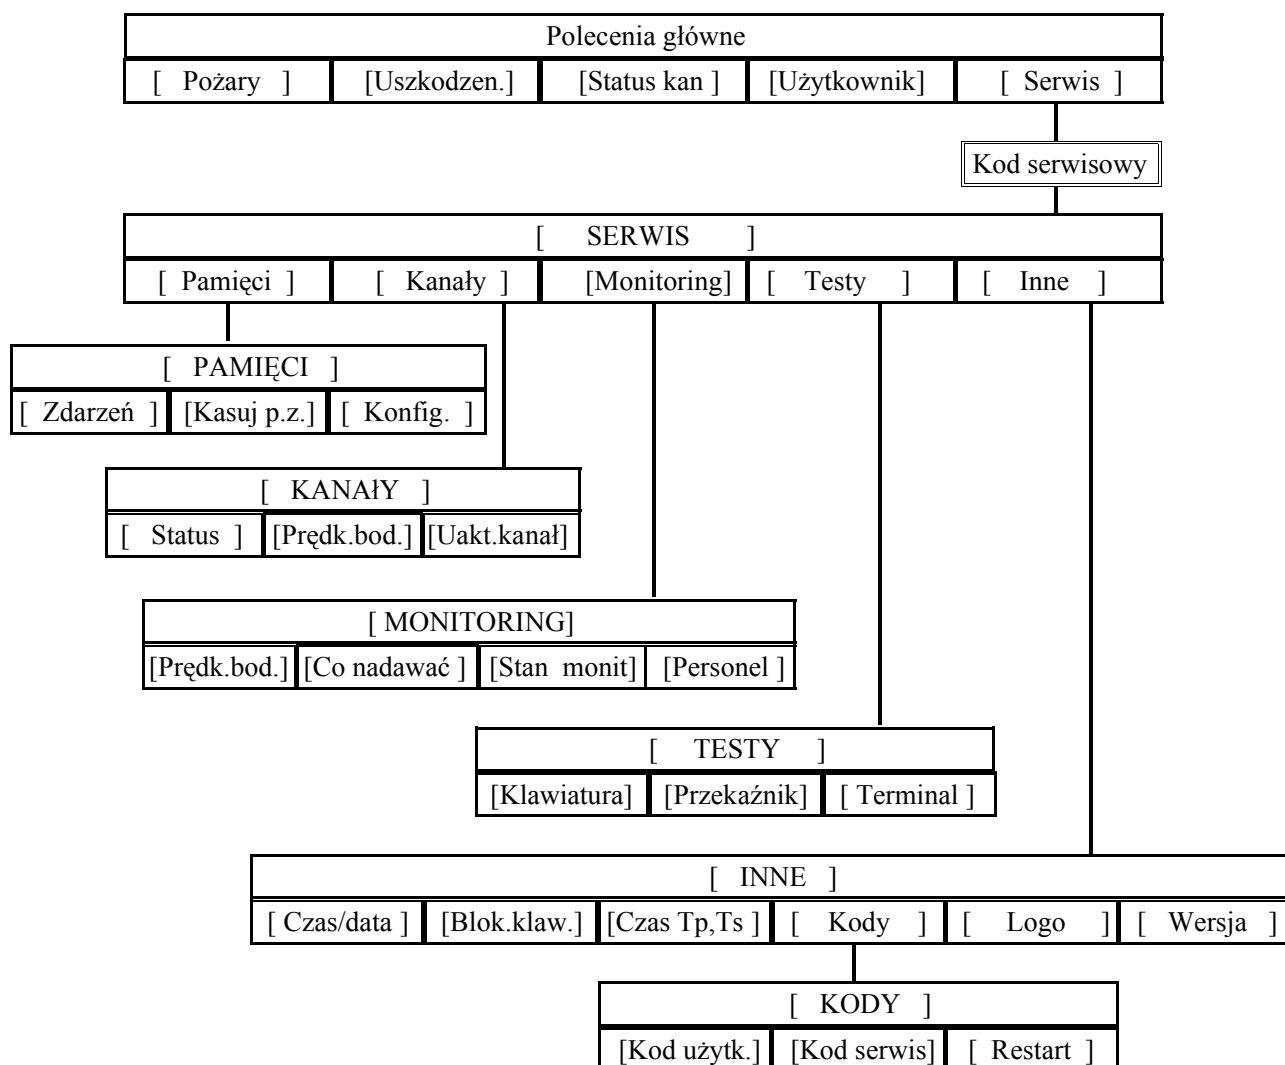 Polecenia główne
[ Pożary ] [Uszkodzen.] [Status kan ] [Użytkownik] [ Serwis ]
Kod serwisowy
[ SERWIS ]
[ Pamięci ] [ Kanały ] [Monitoring] [ Testy ] [ Inne ]
[ PAMIĘCI ]
[ Zdarzeń ] [Kasuj p.z.] [ Konfig. ]
[ KANAłY ]
[ Status ] [Prędk.bod.] [Uakt.kanał]
[ MONITORING]
[Prędk.bod.] [Co nadawać ] [Stan monit] [Personel ]
[ TESTY ]
[Klawiatura] [Przekaźnik] [ Terminal ]
[ INNE ]
[ Czas/data ] [Blok.klaw.] [Czas Tp,Ts ] [ Kody ] [ Logo ] [ Wersja ]
[ KODY ]
[Kod użytk.] [Kod serwis] [ Restart ]